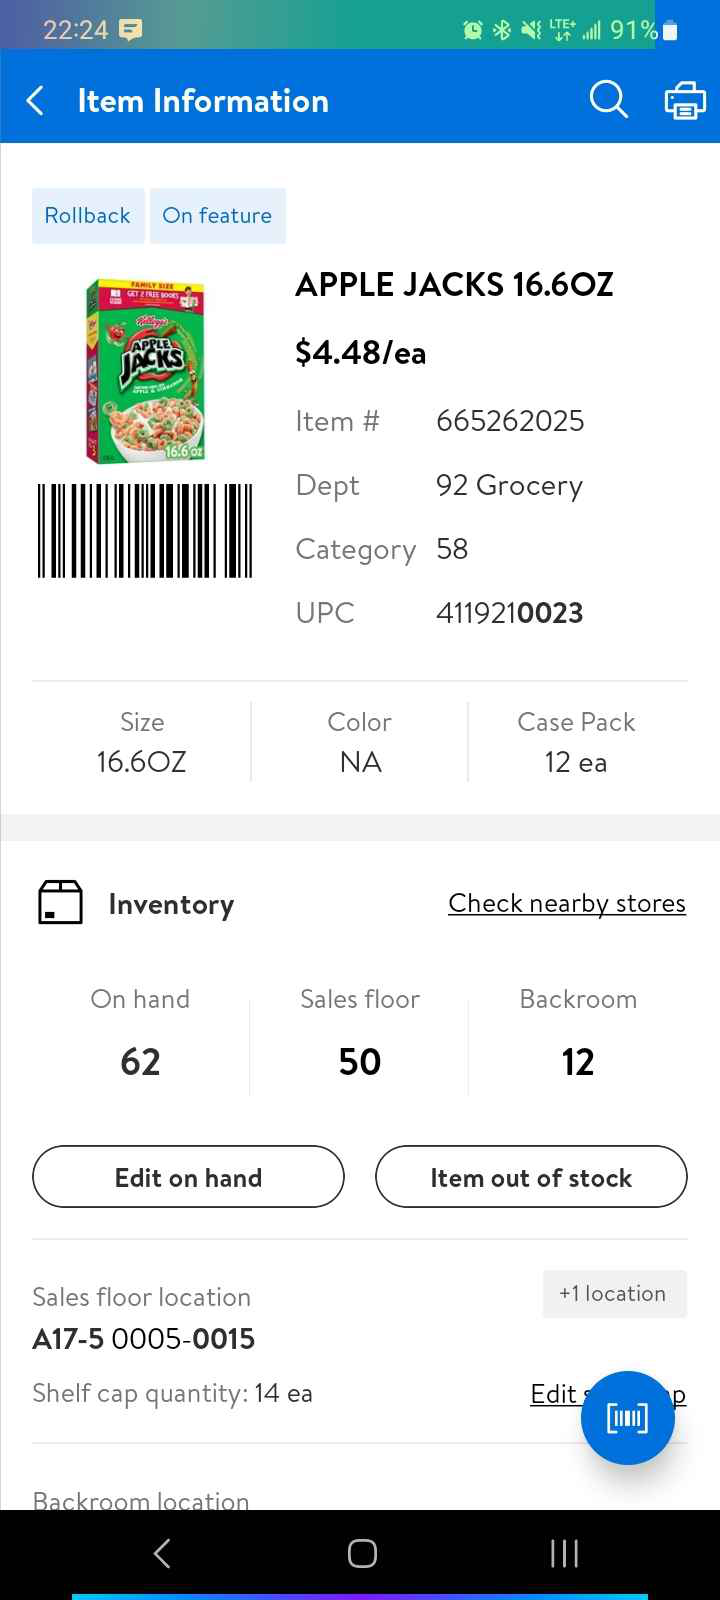 22:24 LTE+ 91%
Item Information
Rollback On feature
APPLE JACKS 16.6OZ
FAMILY SIZE
GET 2 FREE BOOKS
Kellogg's
APPLE
JACKS
16.6 oz
$4.48/ea
Item # 665262025
Dept 92 Grocery
Category 58
UPC 4119210023
Size Color Case Pack
16.6OZ NA 12 ea
Inventory Check nearby stores
On hand Sales floor Backroom
62 50 12
Edit on hand Item out of stock
Sales floor location +1 location
A17-5 0005-0015
Shelf cap quantity: 14 ea Edit
Backroom location